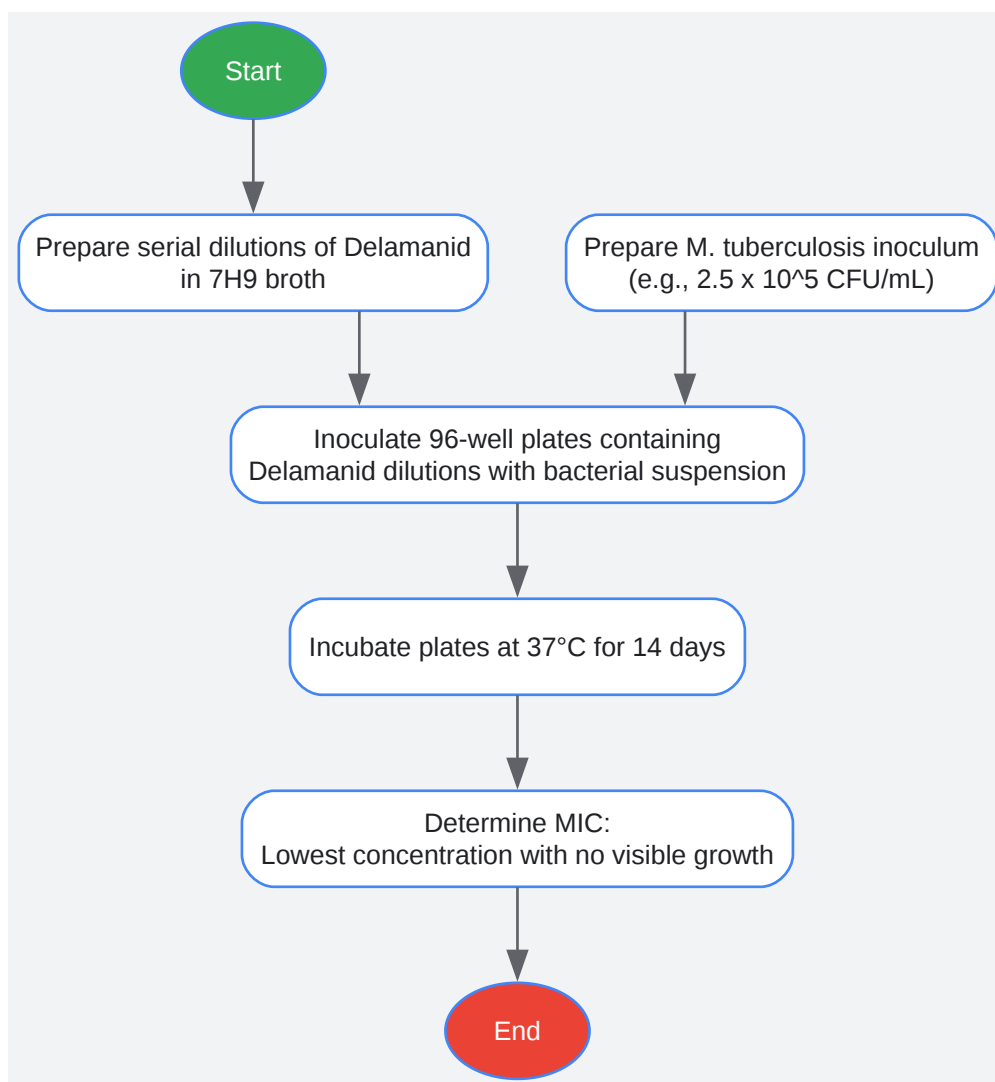 Start
Prepare serial dilutions of Delamanid
in 7H9 broth
Prepare M. tuberculosis inoculum
(e.g., 2.5 x 10^5 CFU/mL)
Inoculate 96-well plates containing
Delamanid dilutions with bacterial suspension
Incubate plates at 37°C for 14 days
Determine MIC:
Lowest concentration with no visible growth
End